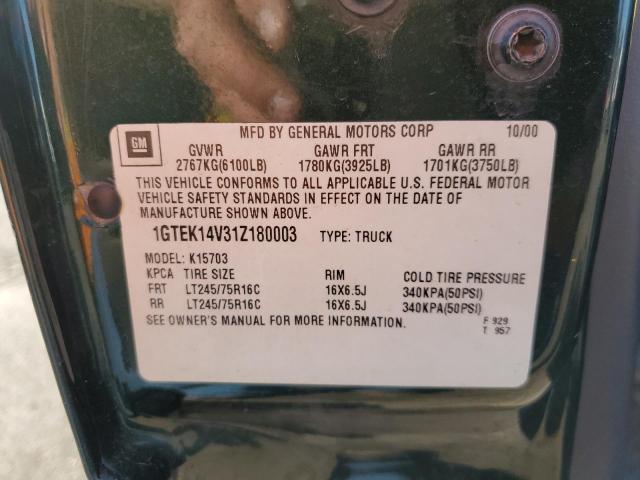 MFD BY GENERAL MOTORS CORP 10/00
GM
GVWR GAWR FRT GAWR RR
2767KG(6100LB) 1780KG(3925LB) 1701KG(3750LB)
THIS VEHICLE CONFORMS TO ALL APPLICABLE U.S. FEDERAL MOTOR
VEHICLE SAFETY STANDARDS IN EFFECT ON THE DATE OF
MANUFACTURE SHOWN ABOVE.
1GTEK14V31Z180003 TYPE: TRUCK
MODEL: K15703
KPCA TIRE SIZE RIM COLD TIRE PRESSURE
FRT LT245/75R16C 16X6.5J 340KPA(50PSI)
RR LT245/75R16C 16X6.5J 340KPA(50PSI)
SEE OWNER'S MANUAL FOR MORE INFORMATION.
F 929
T 957